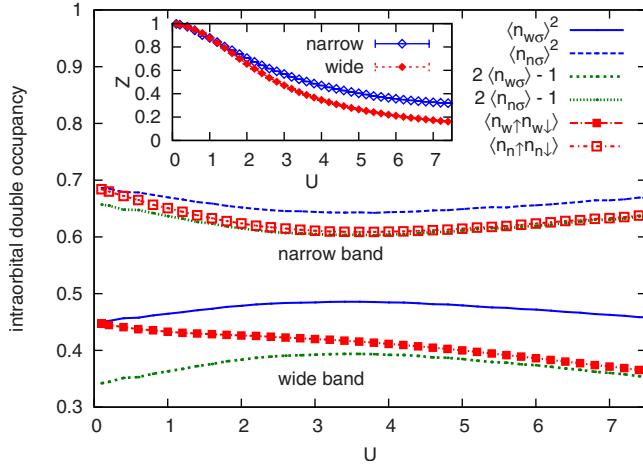 1
0.9
0.8
0.7
0.6
0.5
0.4
0.3
0 1 2 3 4 5 6 7
U
intraorbital double occupancy
narrow band
wide band
1
0.8
0.6
0.4
0.2
0
0 1 2 3 4 5 6 7
U
Z
narrow
wide
⟨n_wσ⟩²
⟨n_nσ⟩²
2 ⟨n_wσ⟩ - 1
2 ⟨n_nσ⟩ - 1
⟨n_w↑n_w↓⟩
⟨n_n↑n_n↓⟩